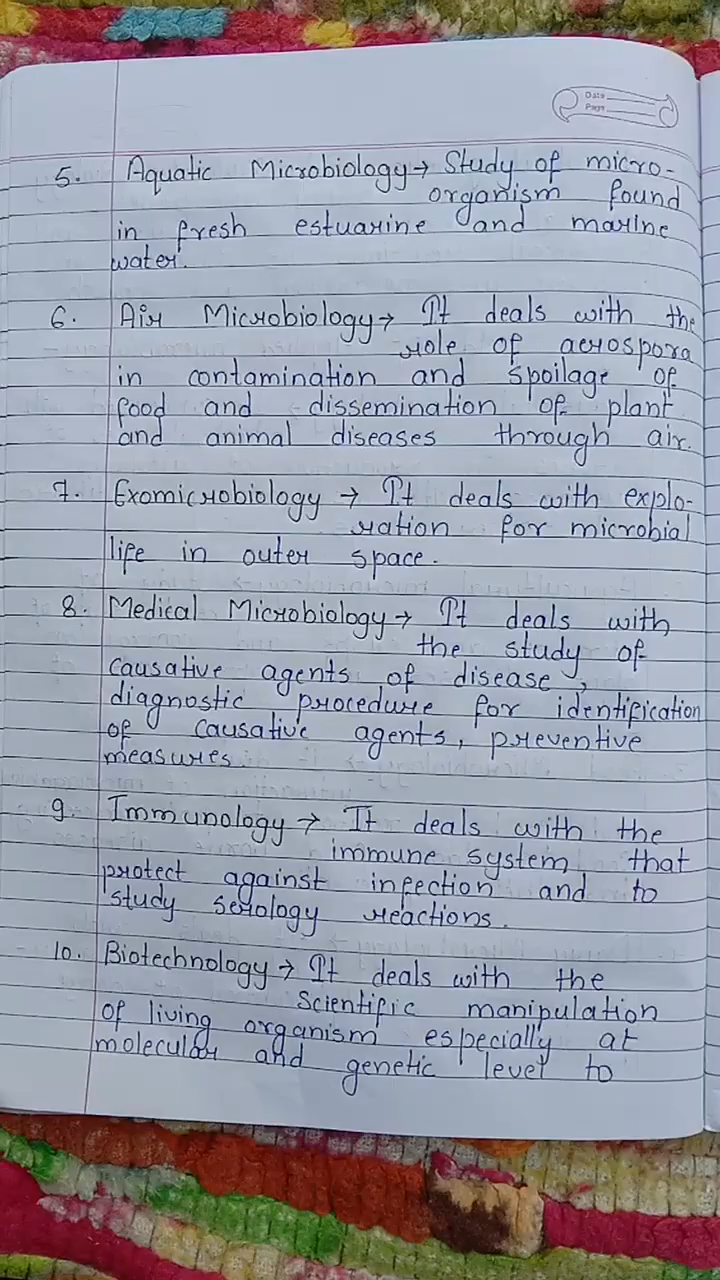 Date
Page
5. Aquatic Microbiology → Study of micro-
organism found
in fresh estuarine and marine
water.
6. Air Microbiology → It deals with the
role of aerospora
in contamination and spoilage of
food and dissemination of plant
and animal diseases through air.
7. Exomicrobiology → It deals with explo-
ration for microbial
life in outer space.
8. Medical Microbiology → It deals with
the study of
causative agents of disease,
diagnostic procedure for identification
of causative agents, preventive
measures.
9. Immunology → It deals with the
immune system that
protect against infection and to
study serology reactions.
10. Biotechnology → It deals with the
Scientific manipulation
of living organism especially at
molecular and genetic level to